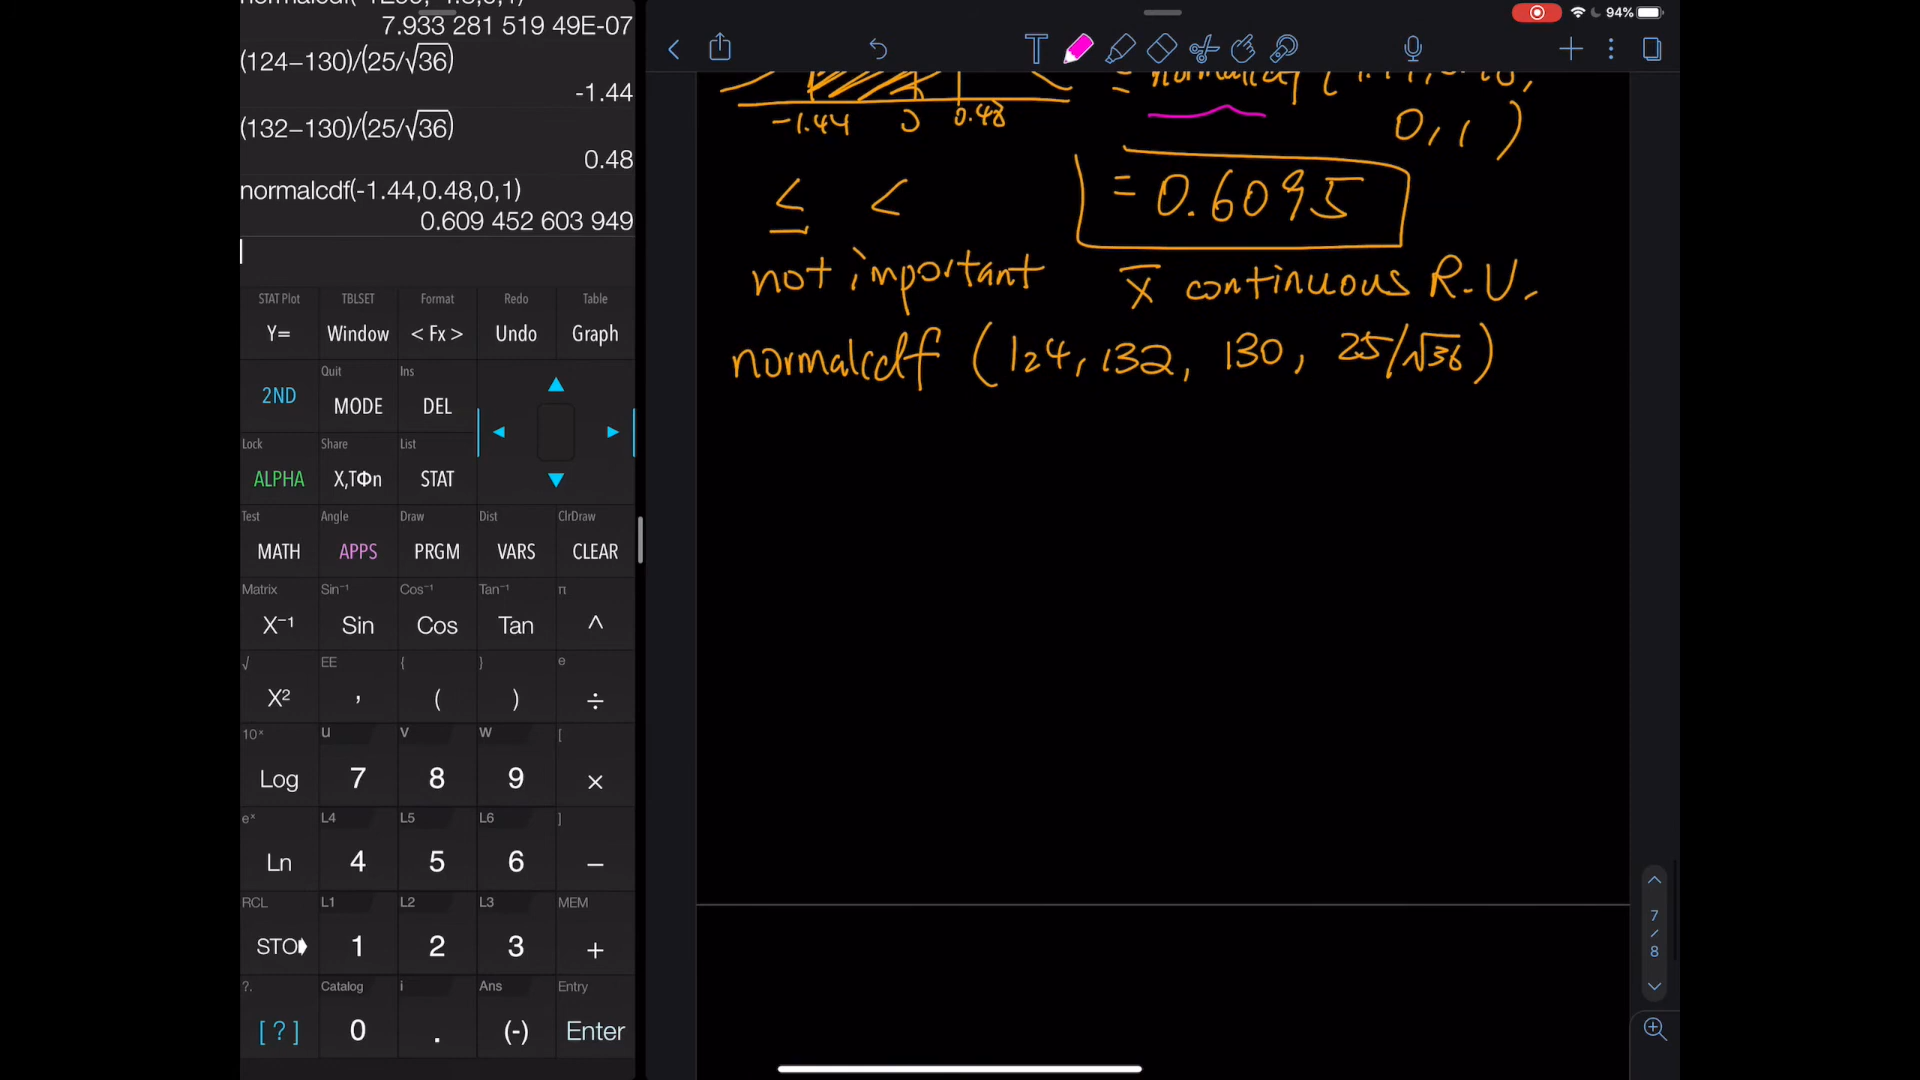 94%
7.933 281 519 49E-07
(124–130)/(25/√36)
-1.44
(132–130)/(25/√36)
0.48
normalcdf(-1.44,0.48,0,1)
0.609 452 603 949
STAT Plot TBLSET Format Redo Table
Y= Window < Fx > Undo Graph
Quit Ins
2ND MODE DEL
Lock Share List
ALPHA X,TΦn STAT
Test Angle Draw Dist ClrDraw
MATH APPS PRGM VARS CLEAR
Matrix Sin⁻¹ Cos⁻¹ Tan⁻¹ π
X⁻¹ Sin Cos Tan ^
√ EE { } e
X² , ( ) ÷
10ˣ u v w [
Log 7 8 9 ×
eˣ L4 L5 L6 ]
Ln 4 5 6 –
RCL L1 L2 L3 MEM
STO 1 2 3 +
?. Catalog i Ans Entry
[ ? ] 0 . (-) Enter
-1.44 0 0.48
0, 1 )
≤ < = 0.6095
not important x̅ continuous R.V.
normalcdf (124, 132, 130, 25/√36)
T
7
/
8